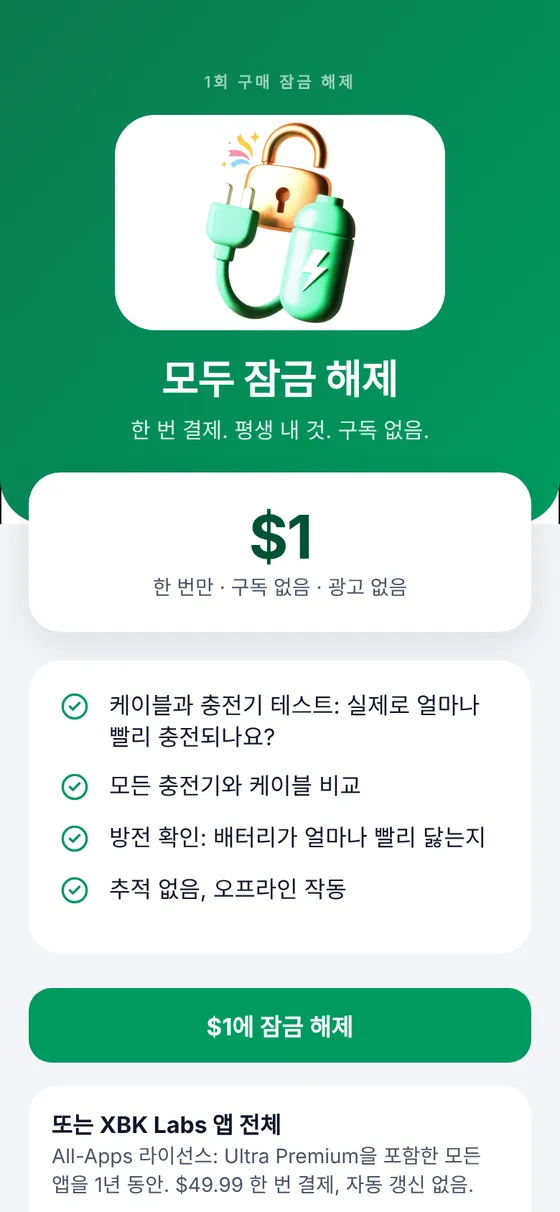 1회 구매 잠금 해제
모두 잠금 해제
한 번 결제. 평생 내 것. 구독 없음.
$1
한 번만 · 구독 없음 · 광고 없음
케이블과 충전기 테스트: 실제로 얼마나
빨리 충전되나요?
모든 충전기와 케이블 비교
방전 확인: 배터리가 얼마나 빨리 닳는지
추적 없음, 오프라인 작동
$1에 잠금 해제
또는 XBK Labs 앱 전체
All-Apps 라이선스: Ultra Premium을 포함한 모든
앱을 1년 동안. $49.99 한 번 결제, 자동 갱신 없음.